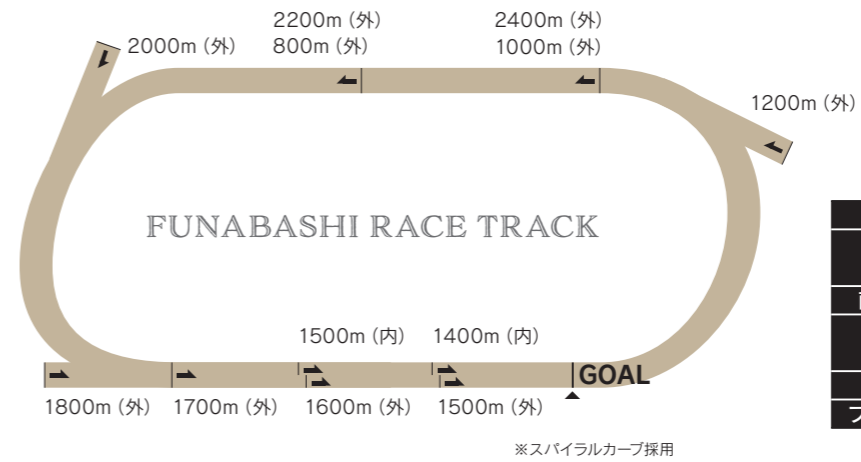 2200m (外)
800m (外)
2400m (外)
1000m (外)
2000m (外)
1200m (外)
FUNABASHI RACE TRACK
1500m (内)
1400m (内)
GOAL
1800m (外)
1700m (外)
1600m (外)
1500m (外)
※スパイラルカーブ採用